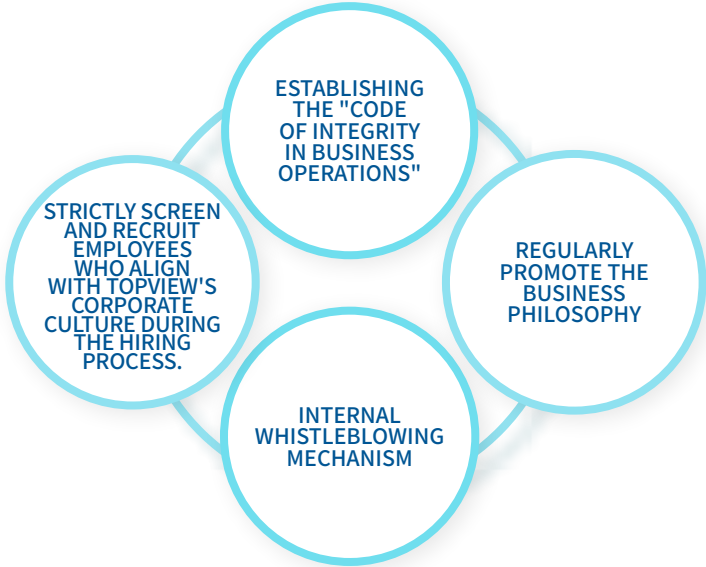 ESTABLISHING
THE "CODE
OF INTEGRITY
IN BUSINESS
OPERATIONS"
STRICTLY SCREEN
AND RECRUIT
EMPLOYEES
WHO ALIGN
WITH TOPVIEW'S
CORPORATE
CULTURE DURING
THE HIRING
PROCESS.
REGULARLY
PROMOTE THE
BUSINESS
PHILOSOPHY
INTERNAL
WHISTLEBLOWING
MECHANISM